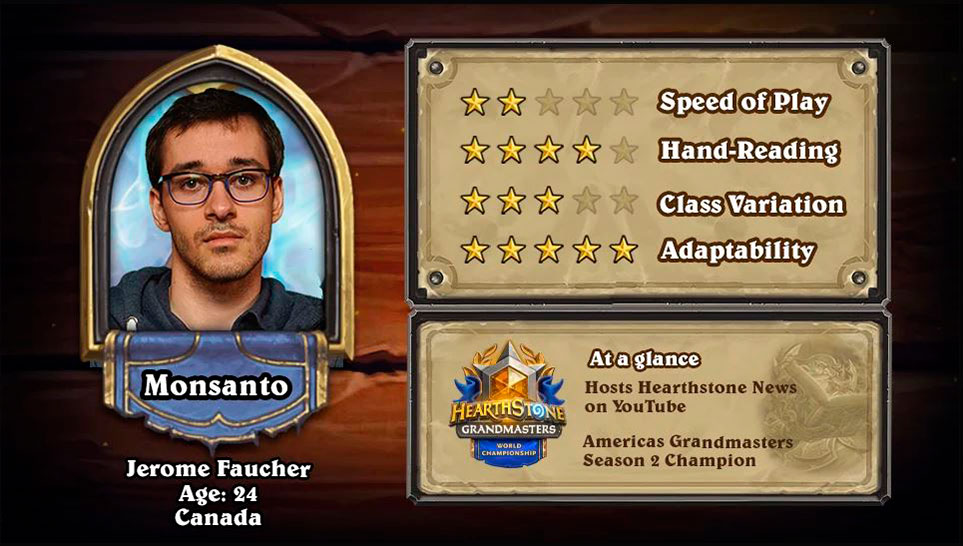 Monsanto
Jerome Faucher
Age: 24
Canada
Speed of Play
Hand-Reading
Class Variation
Adaptability
HEARTHSTONE
GRANDMASTERS
WORLD
CHAMPIONSHIP
At a glance
Hosts Hearthstone News
on YouTube
Americas Grandmasters
Season 2 Champion